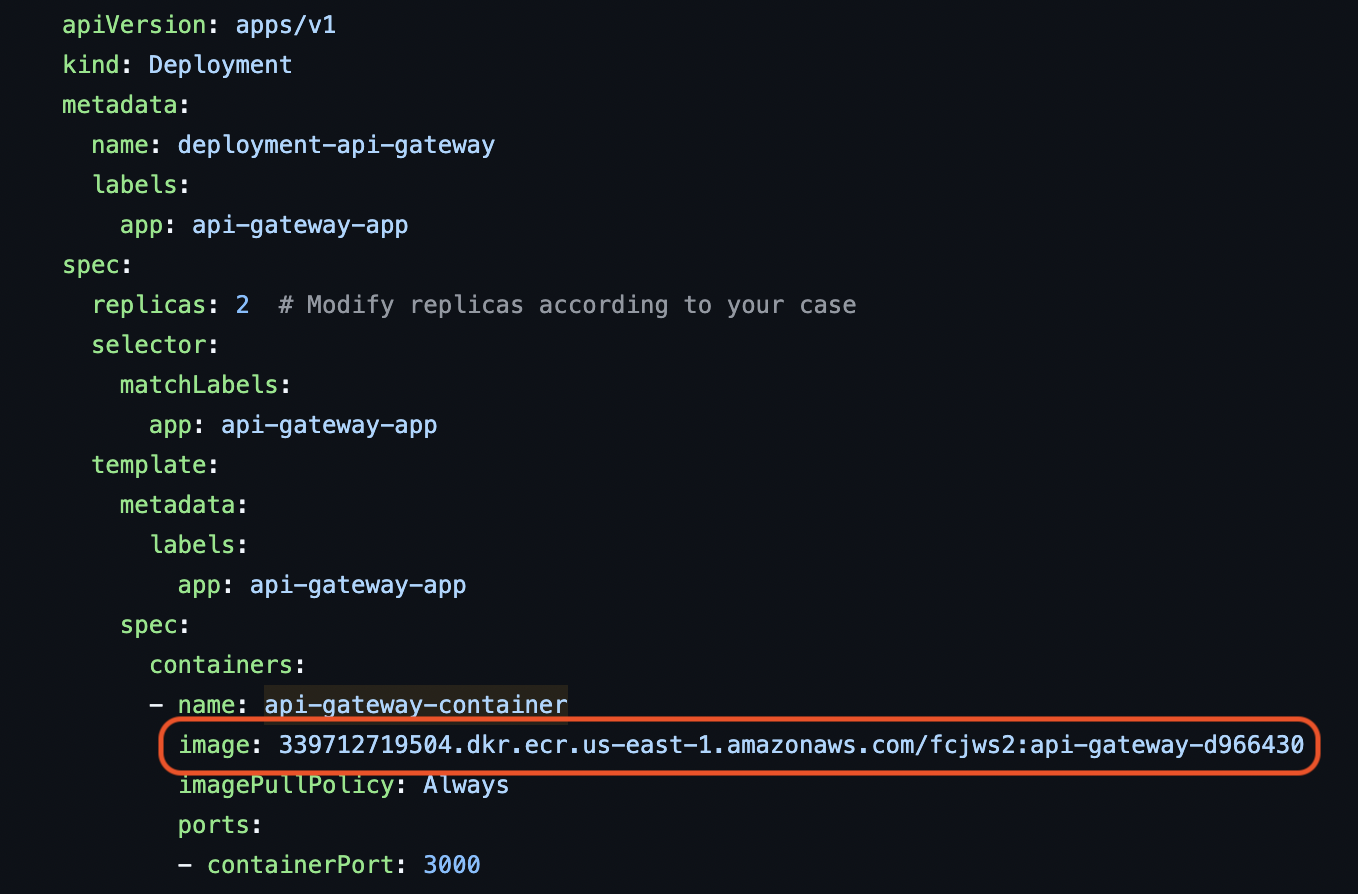 apiVersion: apps/v1
kind: Deployment
metadata:
  name: deployment-api-gateway
  labels:
    app: api-gateway-app
spec:
  replicas: 2  # Modify replicas according to your case
  selector:
    matchLabels:
      app: api-gateway-app
  template:
    metadata:
      labels:
        app: api-gateway-app
    spec:
      containers:
      - name: api-gateway-container
        image: 339712719504.dkr.ecr.us-east-1.amazonaws.com/fcjws2:api-gateway-d966430
        imagePullPolicy: Always
        ports:
        - containerPort: 3000